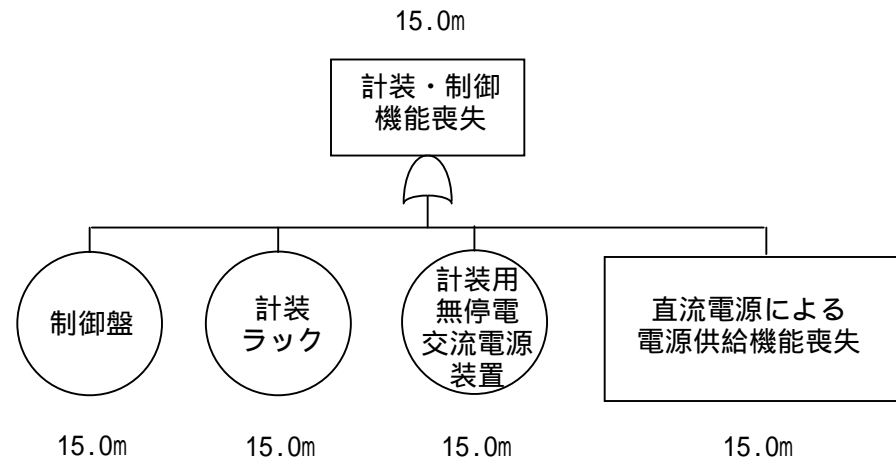 15.0m
計装・制御
機能喪失
制御盤
計装
ラック
計装用
無停電
交流電源
装置
直流電源による
電源供給機能喪失
15.0m
15.0m
15.0m
15.0m